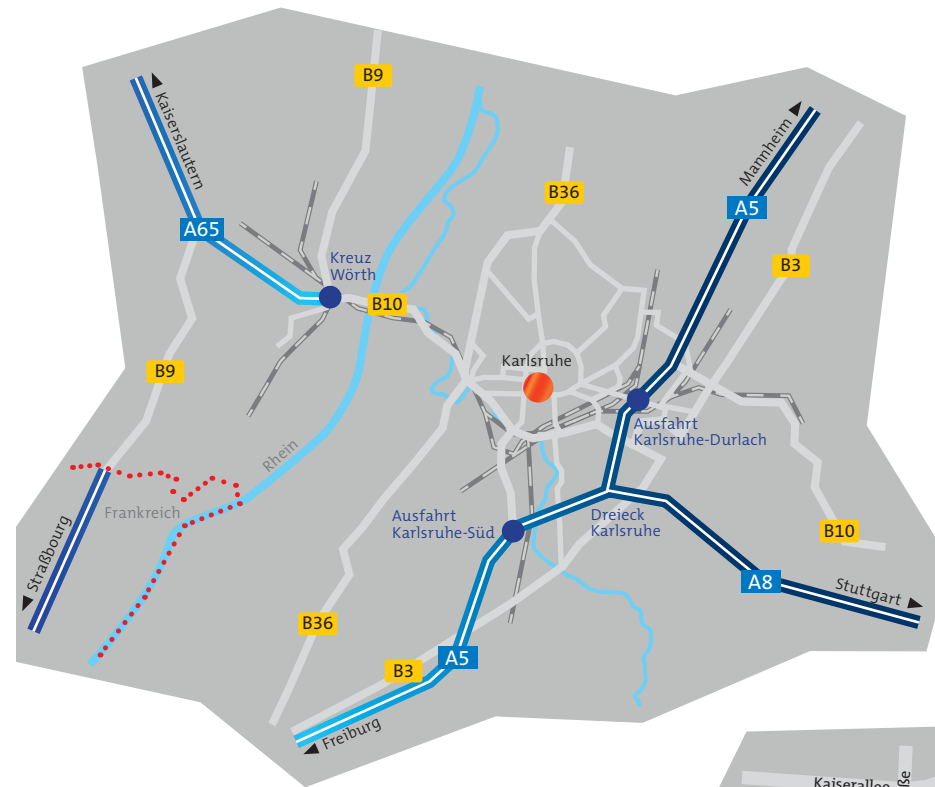 B9
Kaiserslautern
Mannheim
B36
A65
A5
B3
Kreuz
Wörth
B10
Karlsruhe
B9
Ausfahrt
Karlsruhe-Durlach
Rhein
Frankreich
Ausfahrt
Karlsruhe-Süd
Dreieck
Karlsruhe
B10
Straßbourg
A8
Stuttgart
B36
A5
B3
Freiburg
Kaiserallee